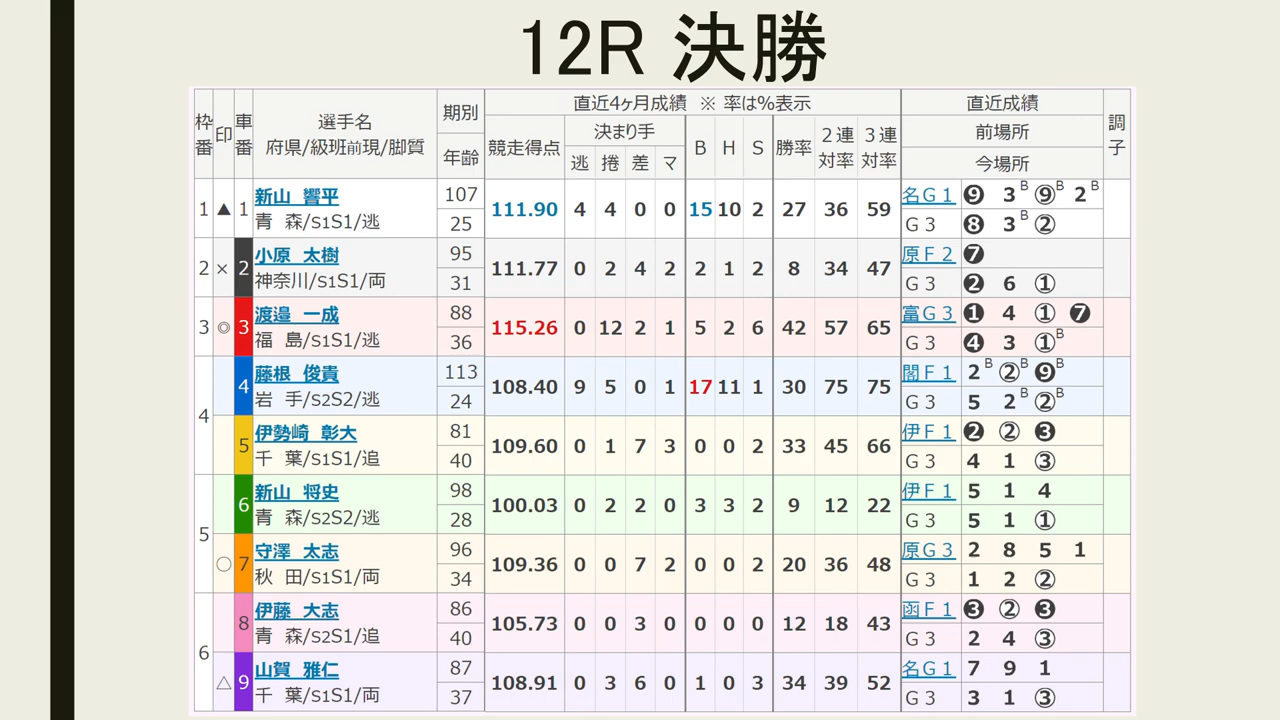 12R 決勝
枠番 印 車番 選手名 府県/級班前現/脚質 期別 年齢 競走得点 直近4ヶ月成績 ※ 率は%表示 決まり手 逃 捲 差 マ B H S 勝率 2連対率 3連対率 直近成績 前場所 今場所 調子
1 ▲ 1 新山 響平 107 111.90 4 4 0 0 15 10 2 27 36 59 名G1 ❾ 3B ⑨B 2B
青 森/S1S1/逃 25 G3 ❽ 3B ②
2 × 2 小原 太樹 95 111.77 0 2 4 2 2 1 2 8 34 47 原F2 ❼
神奈川/S1S1/両 31 G3 ❷ 6 ①
3 ◎ 3 渡邉 一成 88 115.26 0 12 2 1 5 2 6 42 57 65 富G3 ❶ 4 ① ❼
福 島/S1S1/逃 36 G3 ❹ 3 ①B
4 4 藤根 俊貴 113 108.40 9 5 0 1 17 11 1 30 75 75 閣F1 2B ②B ❾B
岩 手/S2S2/逃 24 G3 5 2B ②B
5 伊勢崎 彰大 81 109.60 0 1 7 3 0 0 2 33 45 66 伊F1 ❷ ② ❸
千 葉/S1S1/追 40 G3 4 1 ③
5 6 新山 将史 98 100.03 0 2 2 0 3 3 2 9 12 22 伊F1 5 1 4
青 森/S2S2/逃 28 G3 5 1 ①
○ 7 守澤 太志 96 109.36 0 0 7 2 0 0 2 20 36 48 原G3 2 8 5 1
秋 田/S1S1/両 34 G3 1 2 ②
6 8 伊藤 大志 86 105.73 0 0 3 0 0 0 0 12 18 43 函F1 ❸ ② ❸
青 森/S2S1/追 40 G3 2 4 ③
△ 9 山賀 雅仁 87 108.91 0 3 6 0 1 0 3 34 39 52 名G1 7 9 1
千 葉/S1S1/両 37 G3 3 1 ③